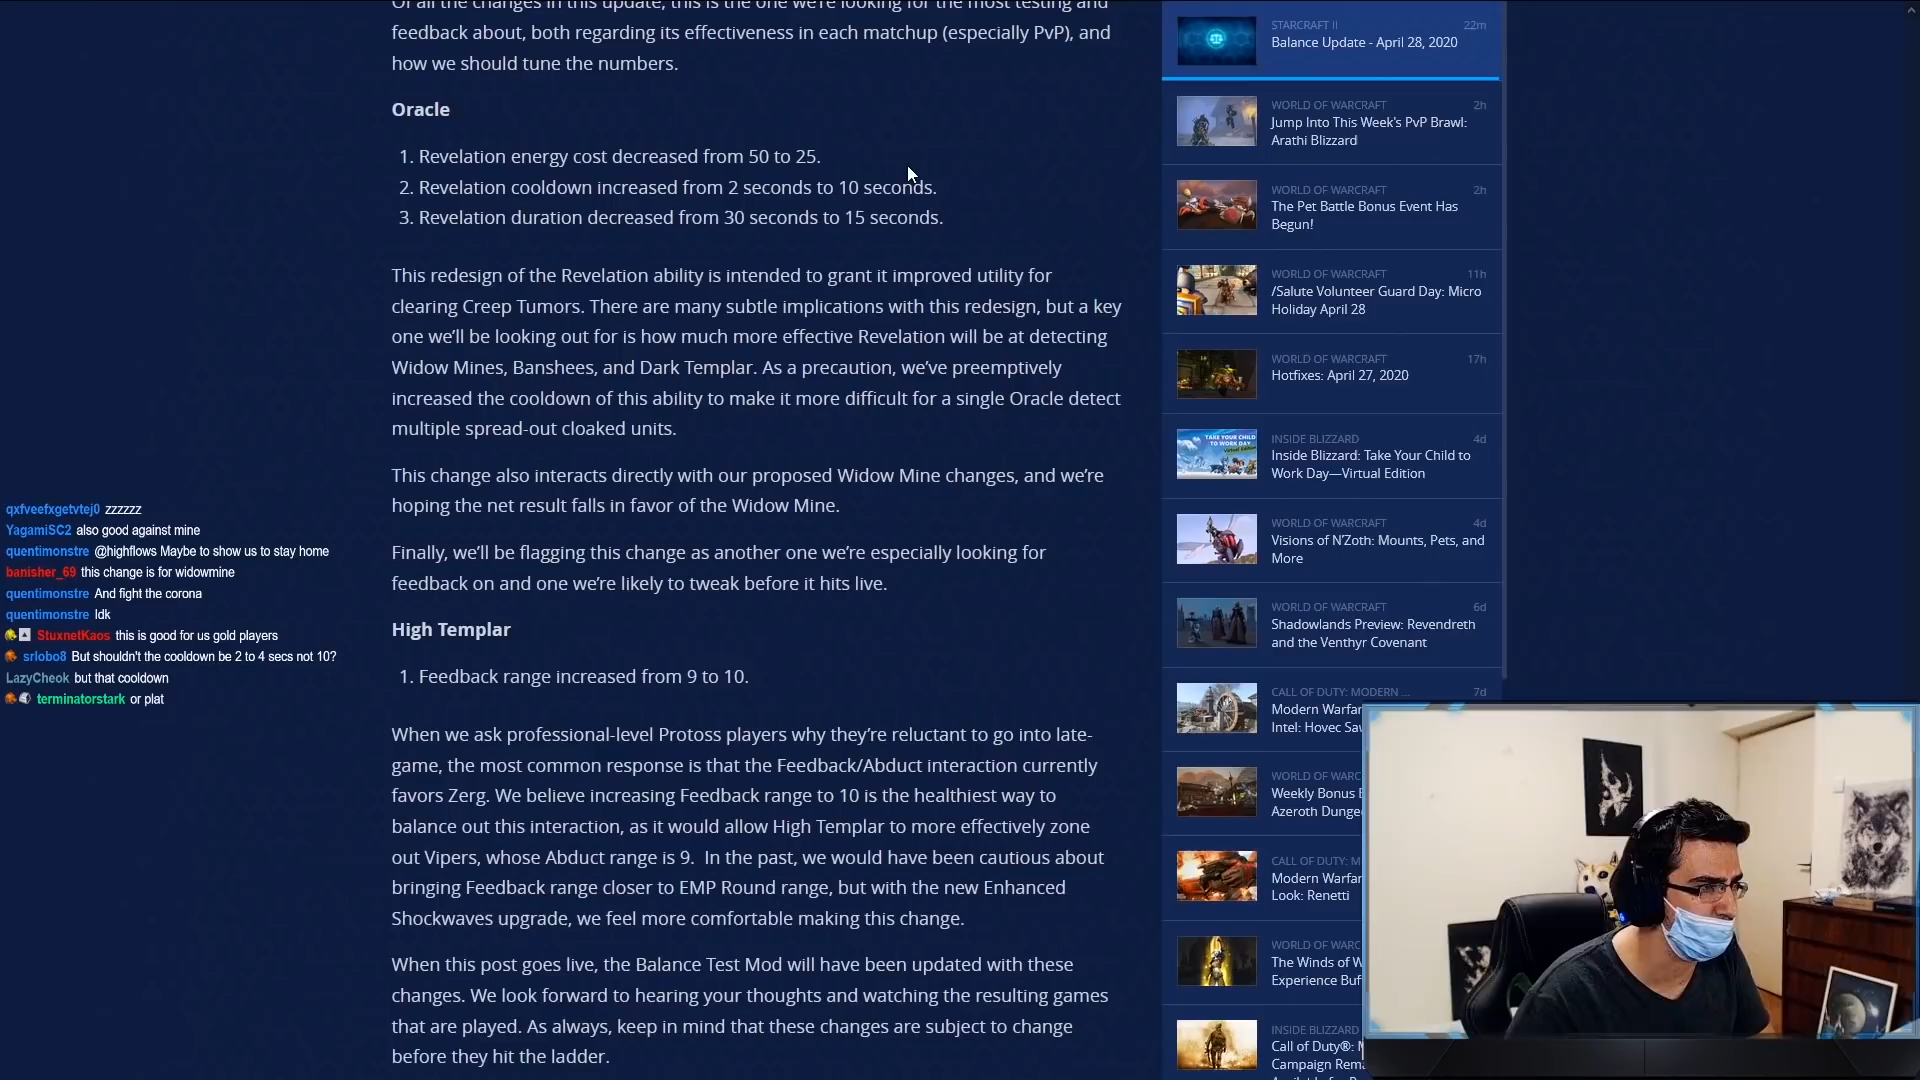 Of all the changes in this update, this is the one we're looking for the most testing and
feedback about, both regarding its effectiveness in each matchup (especially PvP), and
how we should tune the numbers.
Oracle
1. Revelation energy cost decreased from 50 to 25.
2. Revelation cooldown increased from 2 seconds to 10 seconds.
3. Revelation duration decreased from 30 seconds to 15 seconds.
This redesign of the Revelation ability is intended to grant it improved utility for
clearing Creep Tumors. There are many subtle implications with this redesign, but a key
one we'll be looking out for is how much more effective Revelation will be at detecting
Widow Mines, Banshees, and Dark Templar. As a precaution, we've preemptively
increased the cooldown of this ability to make it more difficult for a single Oracle detect
multiple spread-out cloaked units.
This change also interacts directly with our proposed Widow Mine changes, and we're
hoping the net result falls in favor of the Widow Mine.
Finally, we'll be flagging this change as another one we're especially looking for
feedback on and one we're likely to tweak before it hits live.
High Templar
1. Feedback range increased from 9 to 10.
When we ask professional-level Protoss players why they're reluctant to go into late-
game, the most common response is that the Feedback/Abduct interaction currently
favors Zerg. We believe increasing Feedback range to 10 is the healthiest way to
balance out this interaction, as it would allow High Templar to more effectively zone
out Vipers, whose Abduct range is 9. In the past, we would have been cautious about
bringing Feedback range closer to EMP Round range, but with the new Enhanced
Shockwaves upgrade, we feel more comfortable making this change.
When this post goes live, the Balance Test Mod will have been updated with these
changes. We look forward to hearing your thoughts and watching the resulting games
that are played. As always, keep in mind that these changes are subject to change
before they hit the ladder.
qxfveefxgetvtej0 zzzzzz
YagamiSC2 also good against mine
quentimonstre @highflows Maybe to show us to stay home
banisher_69 this change is for widowmine
quentimonstre And fight the corona
quentimonstre Idk
StuxnetKaos this is good for us gold players
srlobo8 But shouldn't the cooldown be 2 to 4 secs not 10?
LazyCheok but that cooldown
terminatorstark or plat
STARCRAFT II 22m
Balance Update - April 28, 2020
WORLD OF WARCRAFT 2h
Jump Into This Week's PvP Brawl:
Arathi Blizzard
WORLD OF WARCRAFT 2h
The Pet Battle Bonus Event Has
Begun!
WORLD OF WARCRAFT 11h
/Salute Volunteer Guard Day: Micro
Holiday April 28
WORLD OF WARCRAFT 17h
Hotfixes: April 27, 2020
TAKE YOUR CHILD
TO WORK DAY
INSIDE BLIZZARD 4d
Inside Blizzard: Take Your Child to
Work Day—Virtual Edition
WORLD OF WARCRAFT 4d
Visions of N'Zoth: Mounts, Pets, and
More
WORLD OF WARCRAFT 6d
Shadowlands Preview: Revendreth
and the Venthyr Covenant
CALL OF DUTY: MODERN ... 7d
Modern Warfar
Intel: Hovec Saw
WORLD OF WARC
Weekly Bonus E
Azeroth Dunge
CALL OF DUTY: M
Modern Warfar
Look: Renetti
WORLD OF WARC
The Winds of W
Experience Buf
INSIDE BLIZZARD
Call of Duty®: M
Campaign Rema